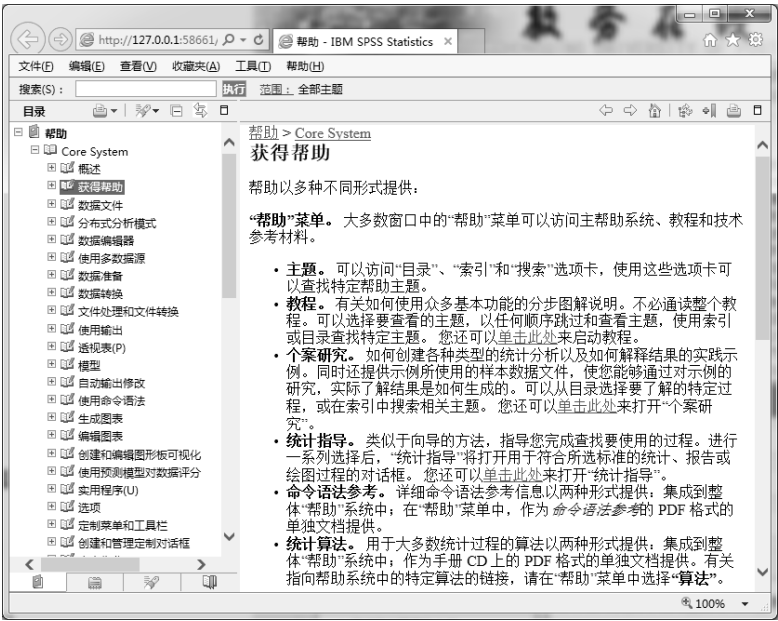 http://127.0.0.1:58661/
帮助 - IBM SPSS Statistics
文件(F) 编辑(E) 查看(V) 收藏夹(A) 工具(T) 帮助(H)
搜索(S)：
执行
范围： 全部主题
目录
帮助
Core System
概述
获得帮助
数据文件
分布式分析模式
数据编辑器
使用多数据源
数据准备
数据转换
文件处理和文件转换
使用输出
透视表(P)
模型
自动输出修改
使用命令语法
生成图表
编辑图表
创建和编辑图形板可视化
使用预测模型对数据评分
实用程序(U)
选项
定制菜单和工具栏
创建和管理定制对话框
帮助 > Core System
获得帮助
帮助以多种不同形式提供：
“帮助”菜单。 大多数窗口中的“帮助”菜单可以访问主帮助系统、教程和技术
参考材料。
• 主题。 可以访问“目录”、“索引”和“搜索”选项卡，使用这些选项卡可
以查找特定帮助主题。
• 教程。 有关如何使用众多基本功能的分步图解说明。不必通读整个教
程。可以选择要查看的主题，以任何顺序跳过和查看主题，使用索引
或目录查找特定主题。 您还可以单击此处来启动教程。
• 个案研究。 如何创建各种类型的统计分析以及如何解释结果的实践示
例。同时还提供示例所使用的样本数据文件，使您能够通过对示例的
研究，实际了解结果是如何生成的。可以从目录选择要了解的特定过
程，或在索引中搜索相关主题。 您还可以单击此处来打开“个案研
究”。
• 统计指导。 类似于向导的方法，指导您完成查找要使用的过程。进行
一系列选择后，“统计指导”将打开用于符合所选标准的统计、报告或
绘图过程的对话框。 您还可以单击此处来打开“统计指导”。
• 命令语法参考。 详细命令语法参考信息以两种形式提供：集成到整
体“帮助”系统中；在“帮助”菜单中，作为命令语法参考的 PDF 格式的
单独文档提供。
• 统计算法。 用于大多数统计过程的算法以两种形式提供：集成到整
体“帮助”系统中；作为手册 CD 上的 PDF 格式的单独文档提供。有关
指向帮助系统中的特定算法的链接，请在“帮助”菜单中选择“算法”。
100%